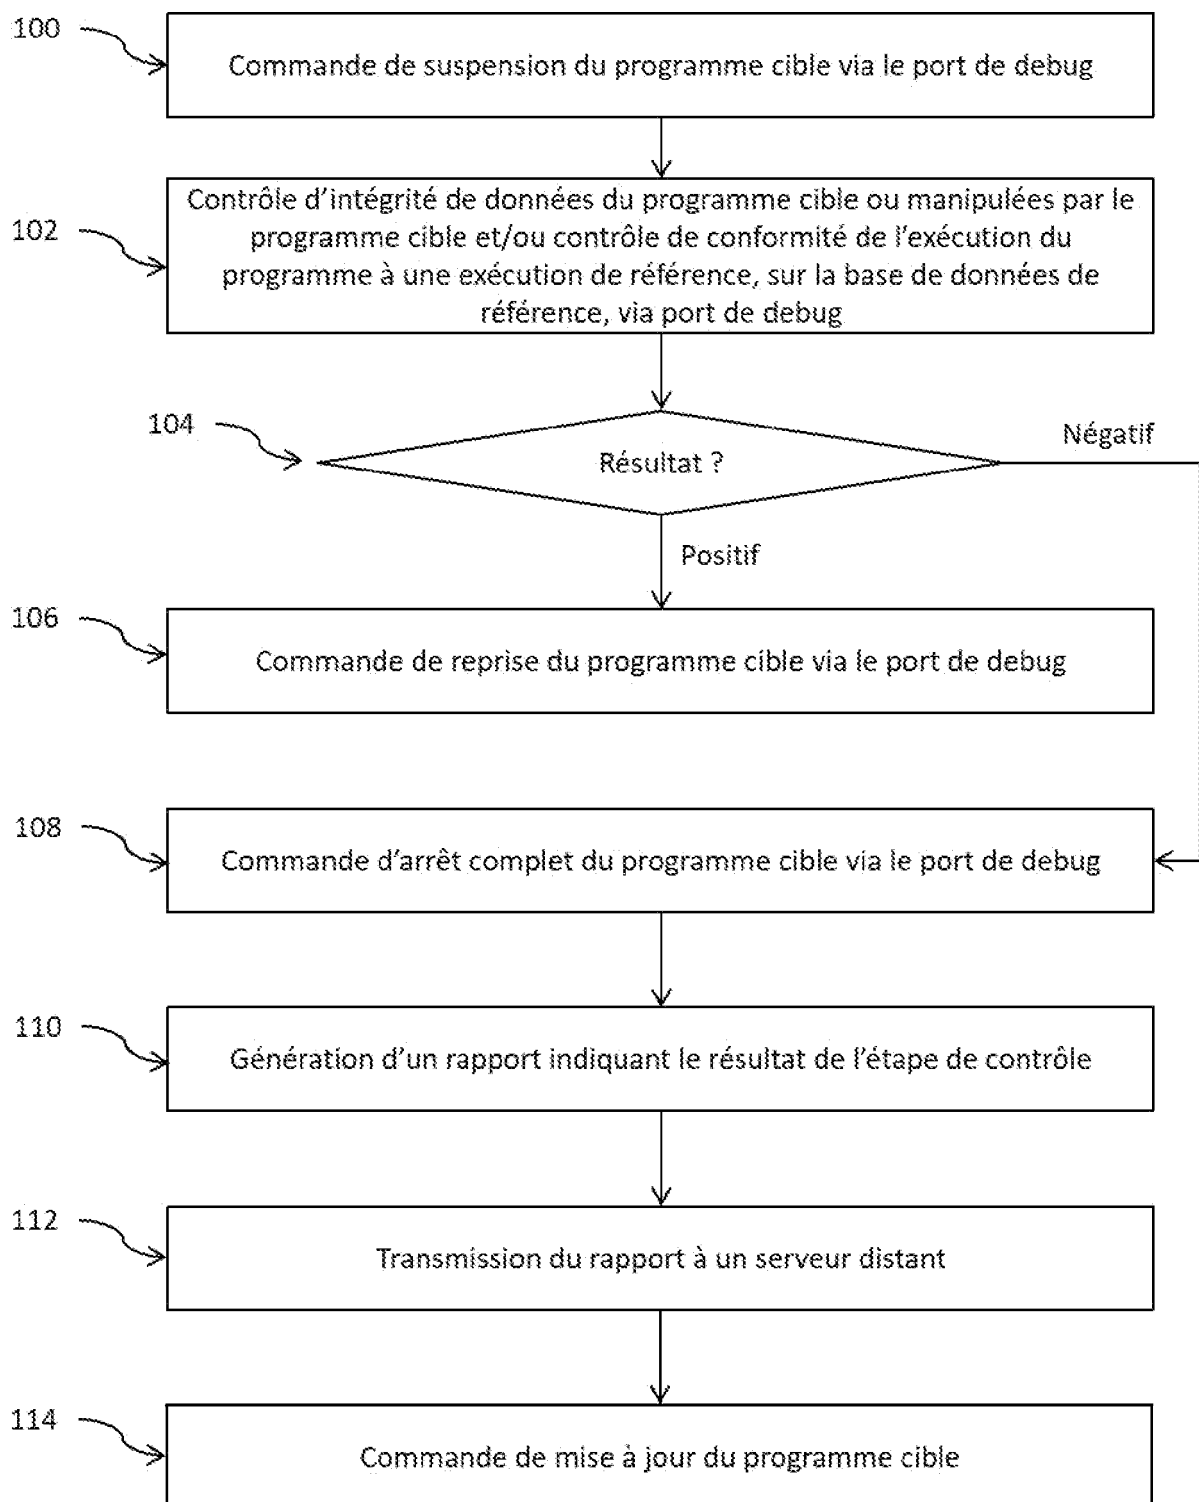 100
Commande de suspension du programme cible via le port de debug
102
Contrôle d'intégrité de données du programme cible ou manipulées par le
programme cible et/ou contrôle de conformité de l'exécution du
programme à une exécution de référence, sur la base de données de
référence, via port de debug
104
Résultat ?
Négatif
Positif
106
Commande de reprise du programme cible via le port de debug
108
Commande d'arrêt complet du programme cible via le port de debug
110
Génération d'un rapport indiquant le résultat de l'étape de contrôle
112
Transmission du rapport à un serveur distant
114
Commande de mise à jour du programme cible